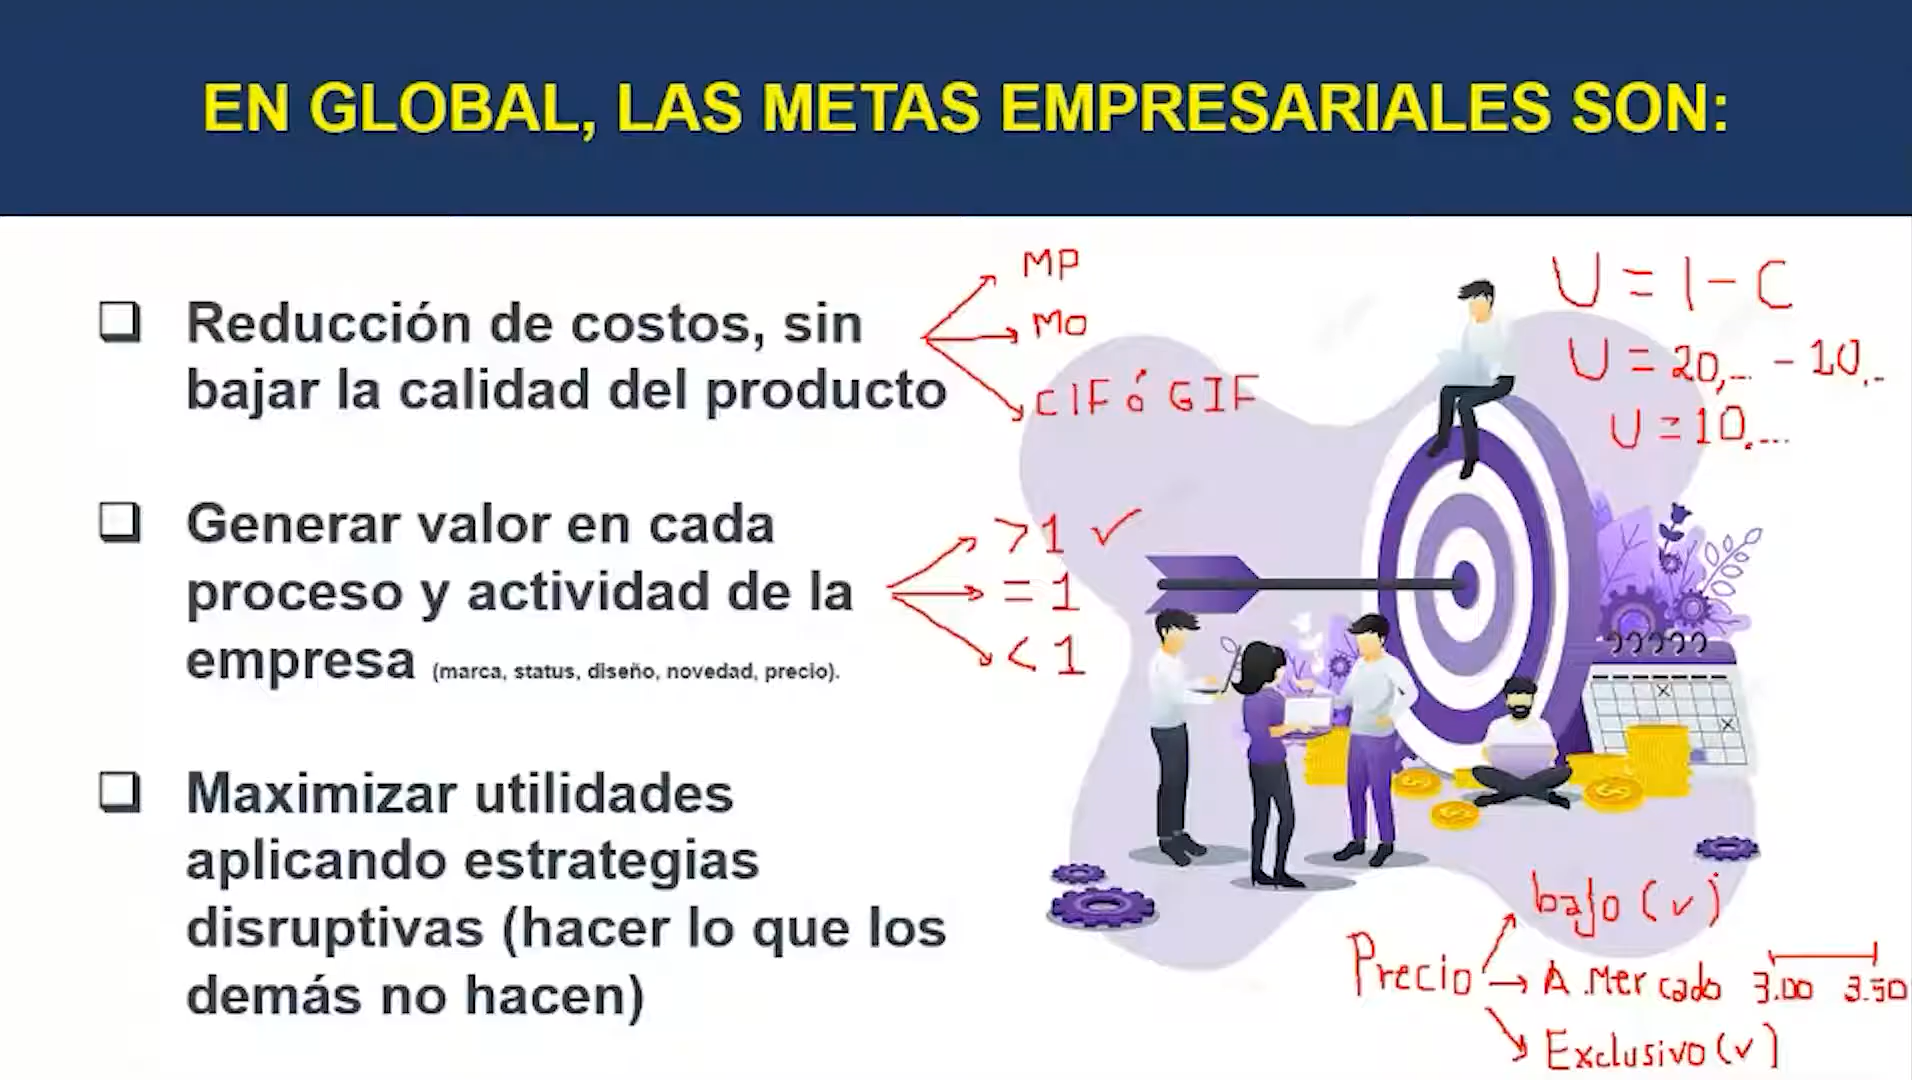 EN GLOBAL, LAS METAS EMPRESARIALES SON:
Reducción de costos, sin
bajar la calidad del producto
MP
MO
CIF ó GIF
U = I - C
U = 20,... - 10,..
U = 10,...
Generar valor en cada
proceso y actividad de la
empresa (marca, status, diseño, novedad, precio).
>1 ✓
= 1
< 1
Maximizar utilidades
aplicando estrategias
disruptivas (hacer lo que los
demás no hacen)
Precio
bajo (v)
A Mercado 3.00 3.50
Exclusivo (v)